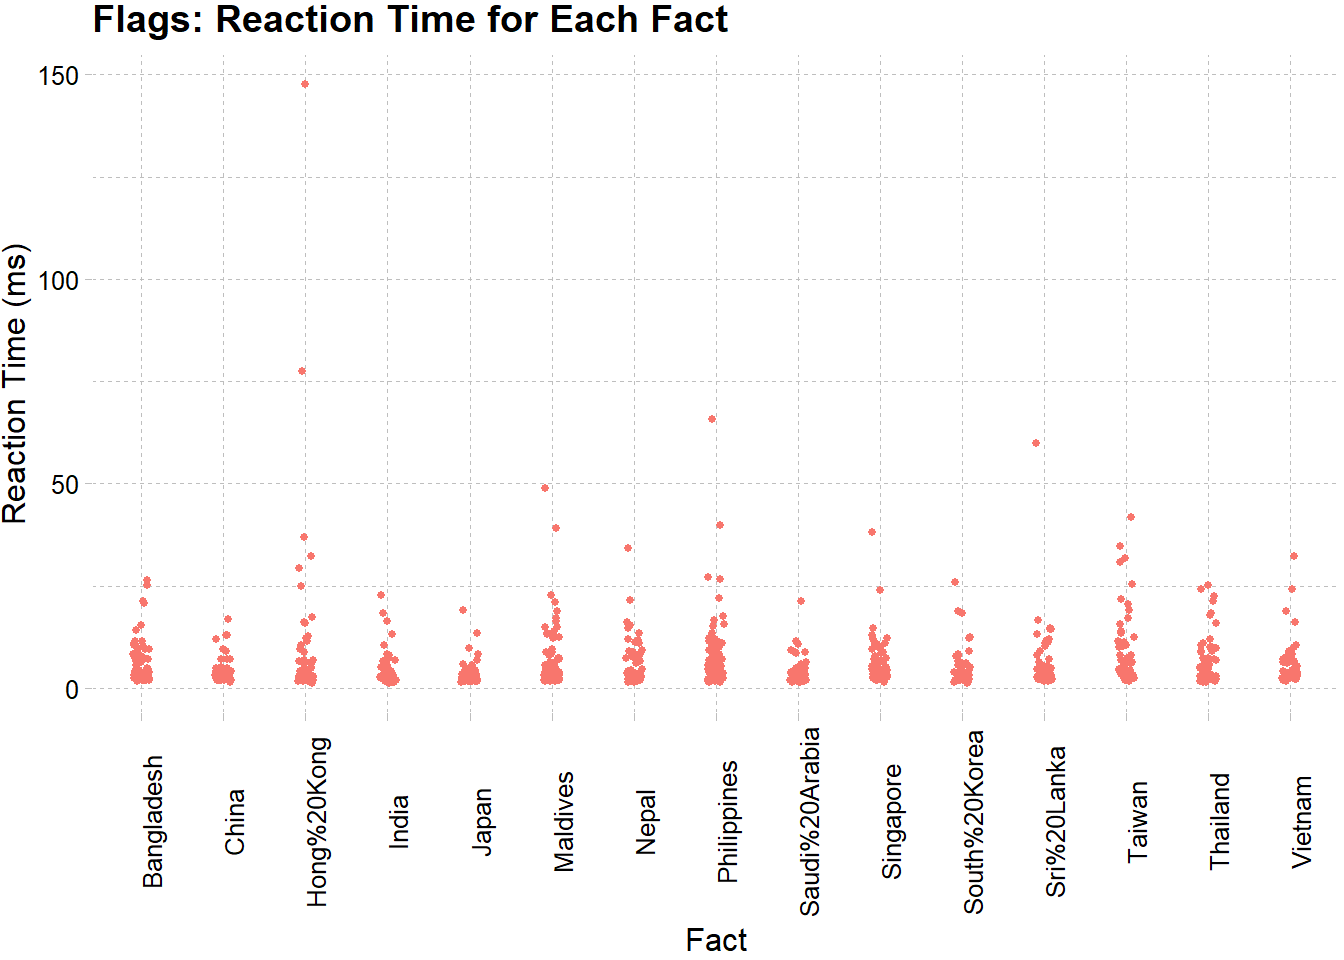 Flags: Reaction Time for Each Fact
Reaction Time (ms)
150
100
50
0
Bangladesh
China
Hong%20Kong
India
Japan
Maldives
Nepal
Philippines
Saudi%20Arabia
Singapore
South%20Korea
Sri%20Lanka
Taiwan
Thailand
Vietnam
Fact